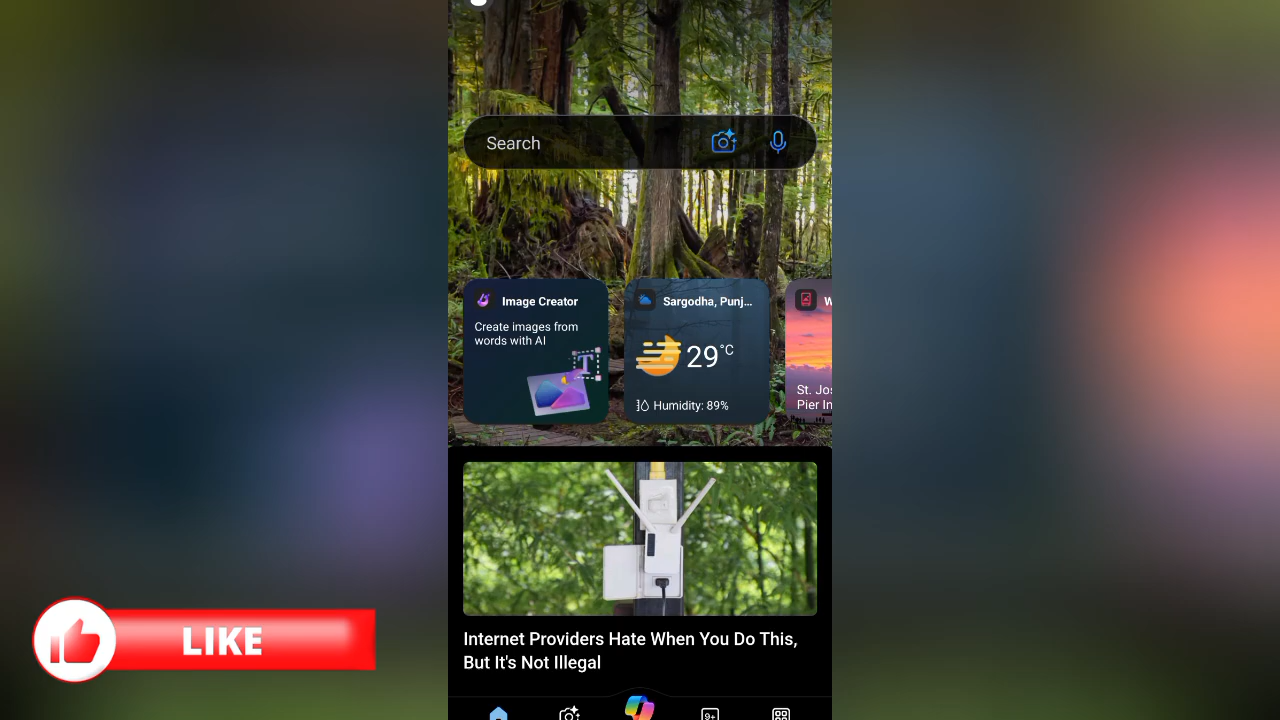 Search
Image Creator
Create images from
words with AI
Sargodha, Punj...
29°C
Humidity: 89%
W
St. Jos
Pier In
Internet Providers Hate When You Do This,
But It's Not Illegal
9+
LIKE